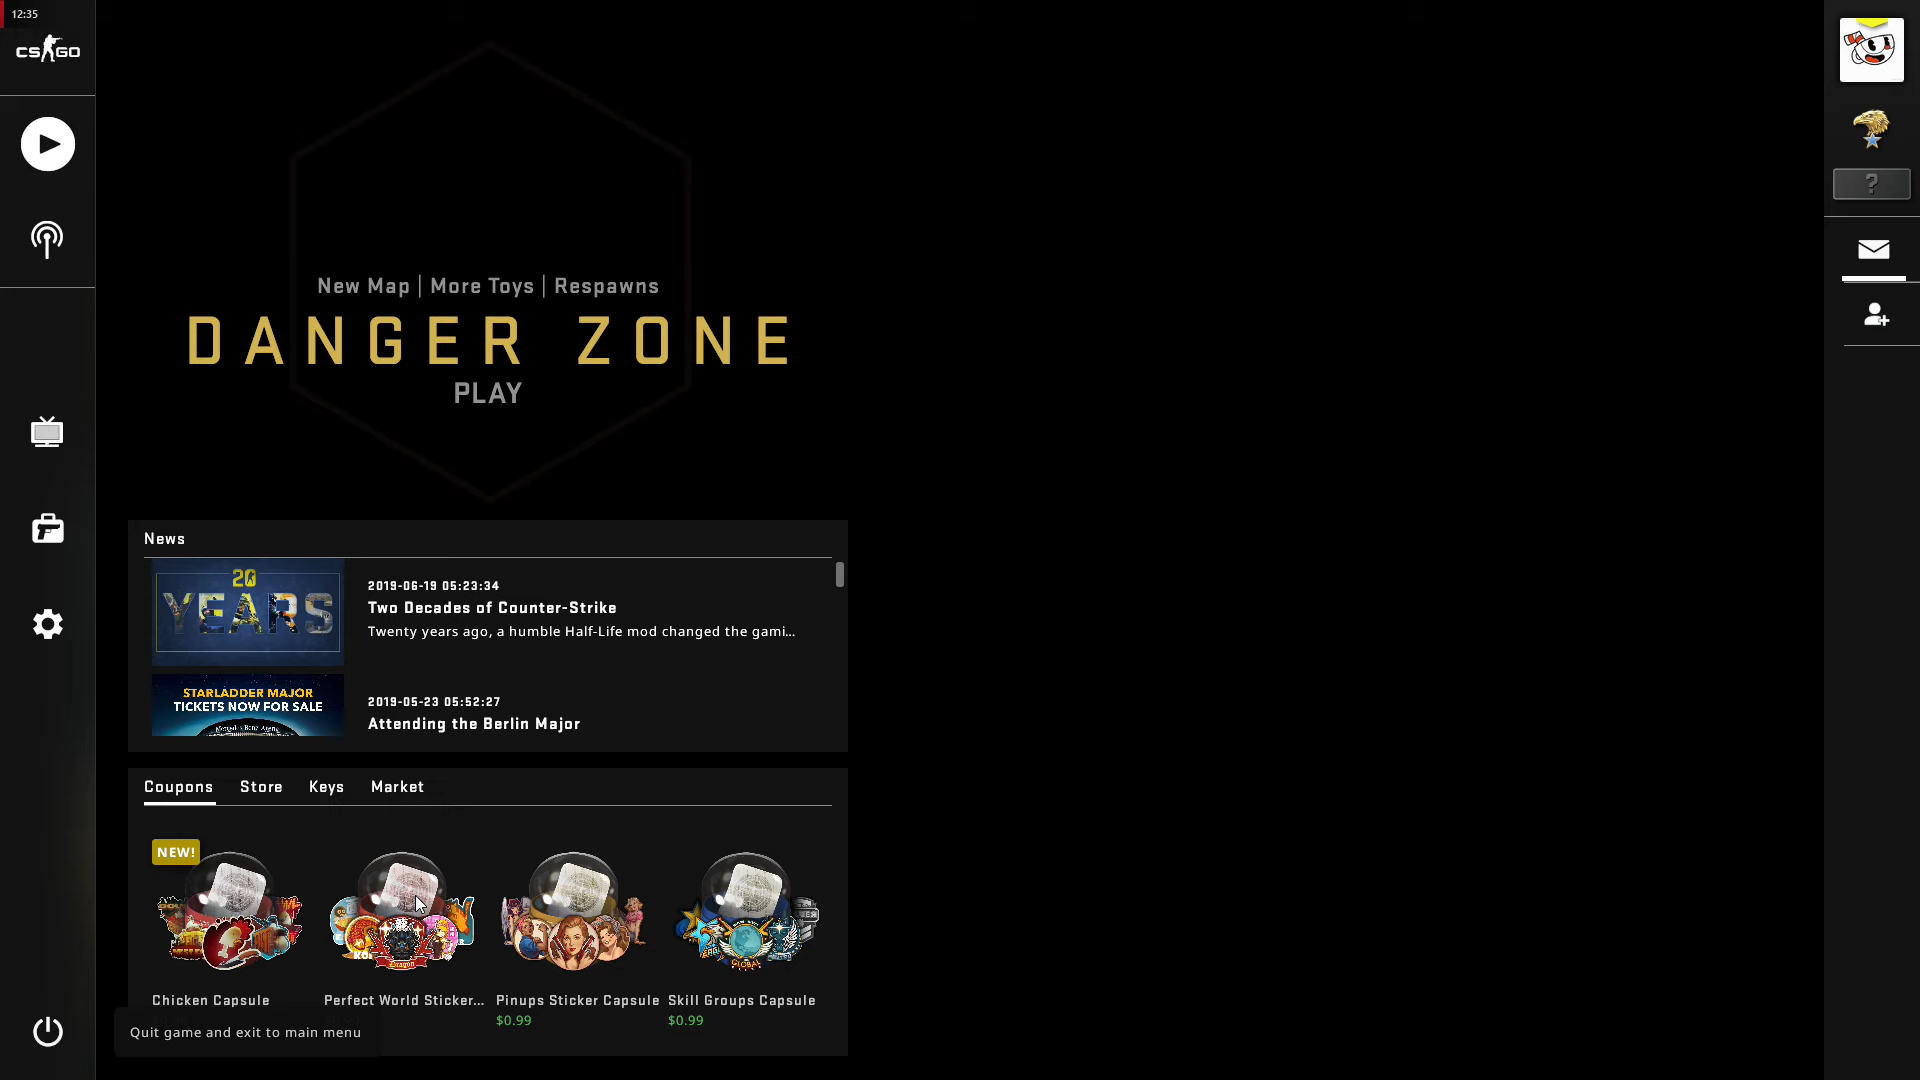 12:35
CS GO
New Map | More Toys | Respawns
DANGER ZONE
PLAY
News
20
YEARS
2019-06-19 05:23:34
Two Decades of Counter-Strike
Twenty years ago, a humble Half-Life mod changed the gami...
STARLADDER MAJOR
TICKETS NOW FOR SALE
2019-05-23 05:52:27
Attending the Berlin Major
Coupons Store Keys Market
NEW!
Dragon
GLOBAL
Chicken Capsule
Perfect World Sticker...
Pinups Sticker Capsule
Skill Groups Capsule
$0.99
$0.99
Quit game and exit to main menu
?